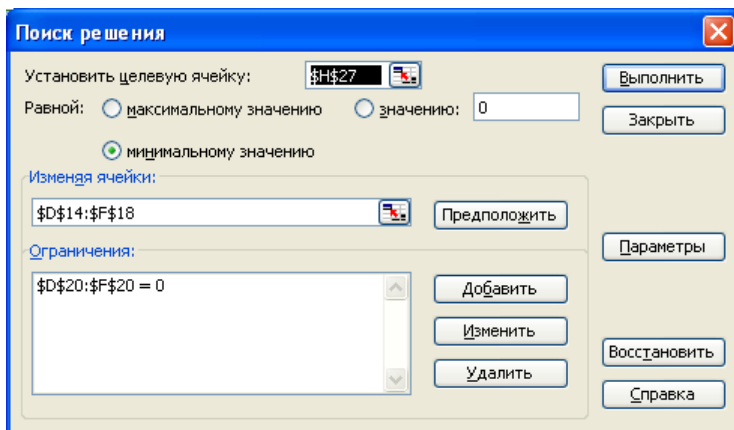 Поиск решения
Установить целевую ячейку: $H$27
Выполнить
Равной: максимальному значению значению: 0
Закрыть
минимальному значению
Изменяя ячейки:
$D$14:$F$18
Предположить
Ограничения:
Параметры
$D$20:$F$20 = 0
Добавить
Изменить
Восстановить
Удалить
Справка